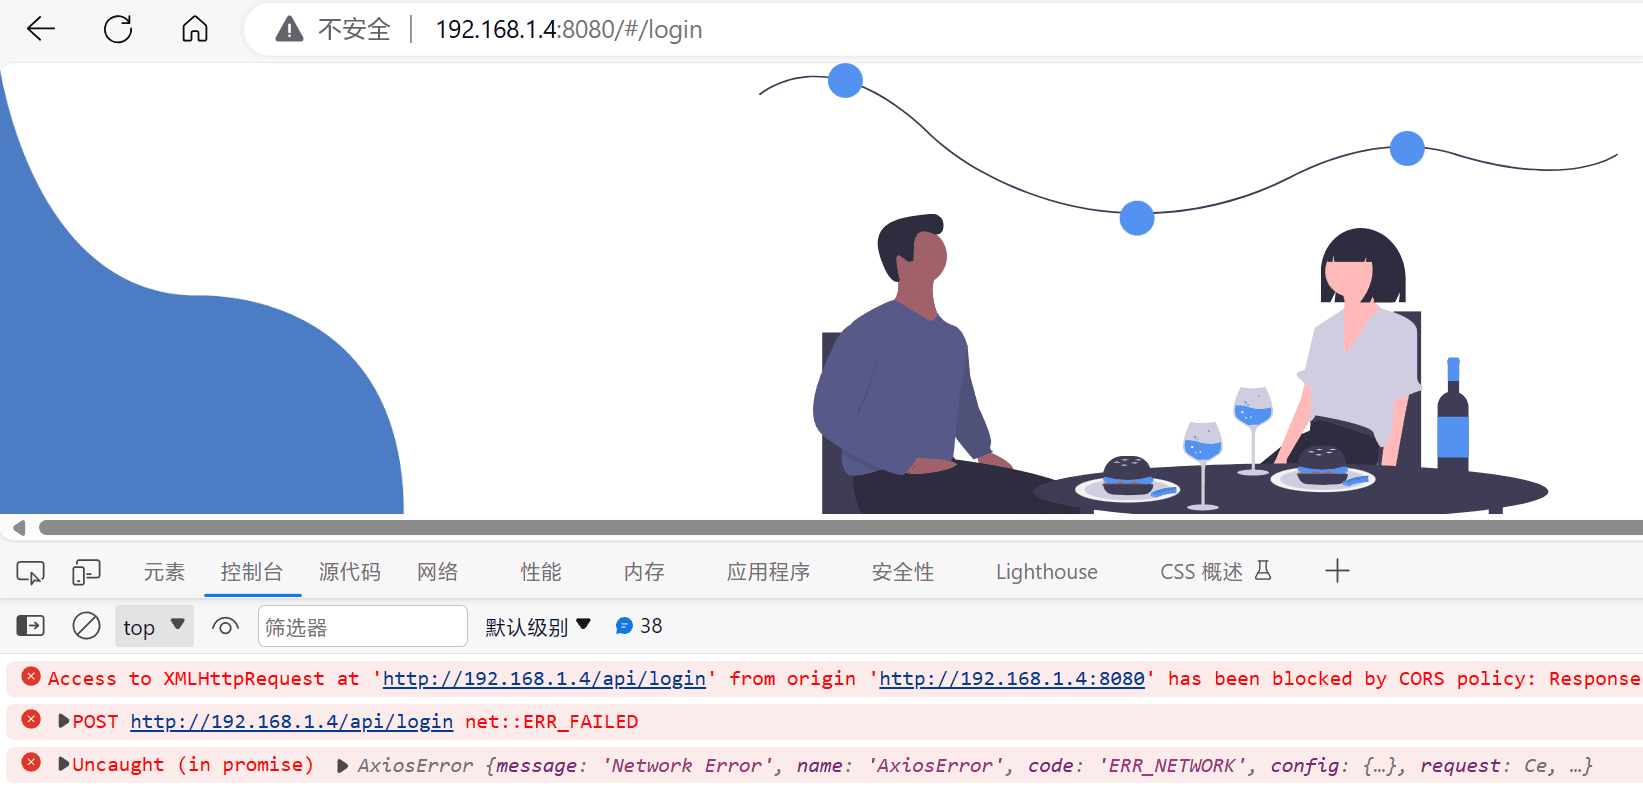 不安全 192.168.1.4:8080/#/login
元素 控制台 源代码 网络 性能 内存 应用程序 安全性 Lighthouse CSS 概述
top 筛选器 默认级别 38
Access to XMLHttpRequest at 'http://192.168.1.4/api/login' from origin 'http://192.168.1.4:8080' has been blocked by CORS policy: Response
POST http://192.168.1.4/api/login net::ERR_FAILED
Uncaught (in promise) AxiosError {message: 'Network Error', name: 'AxiosError', code: 'ERR_NETWORK', config: {…}, request: Ce, …}